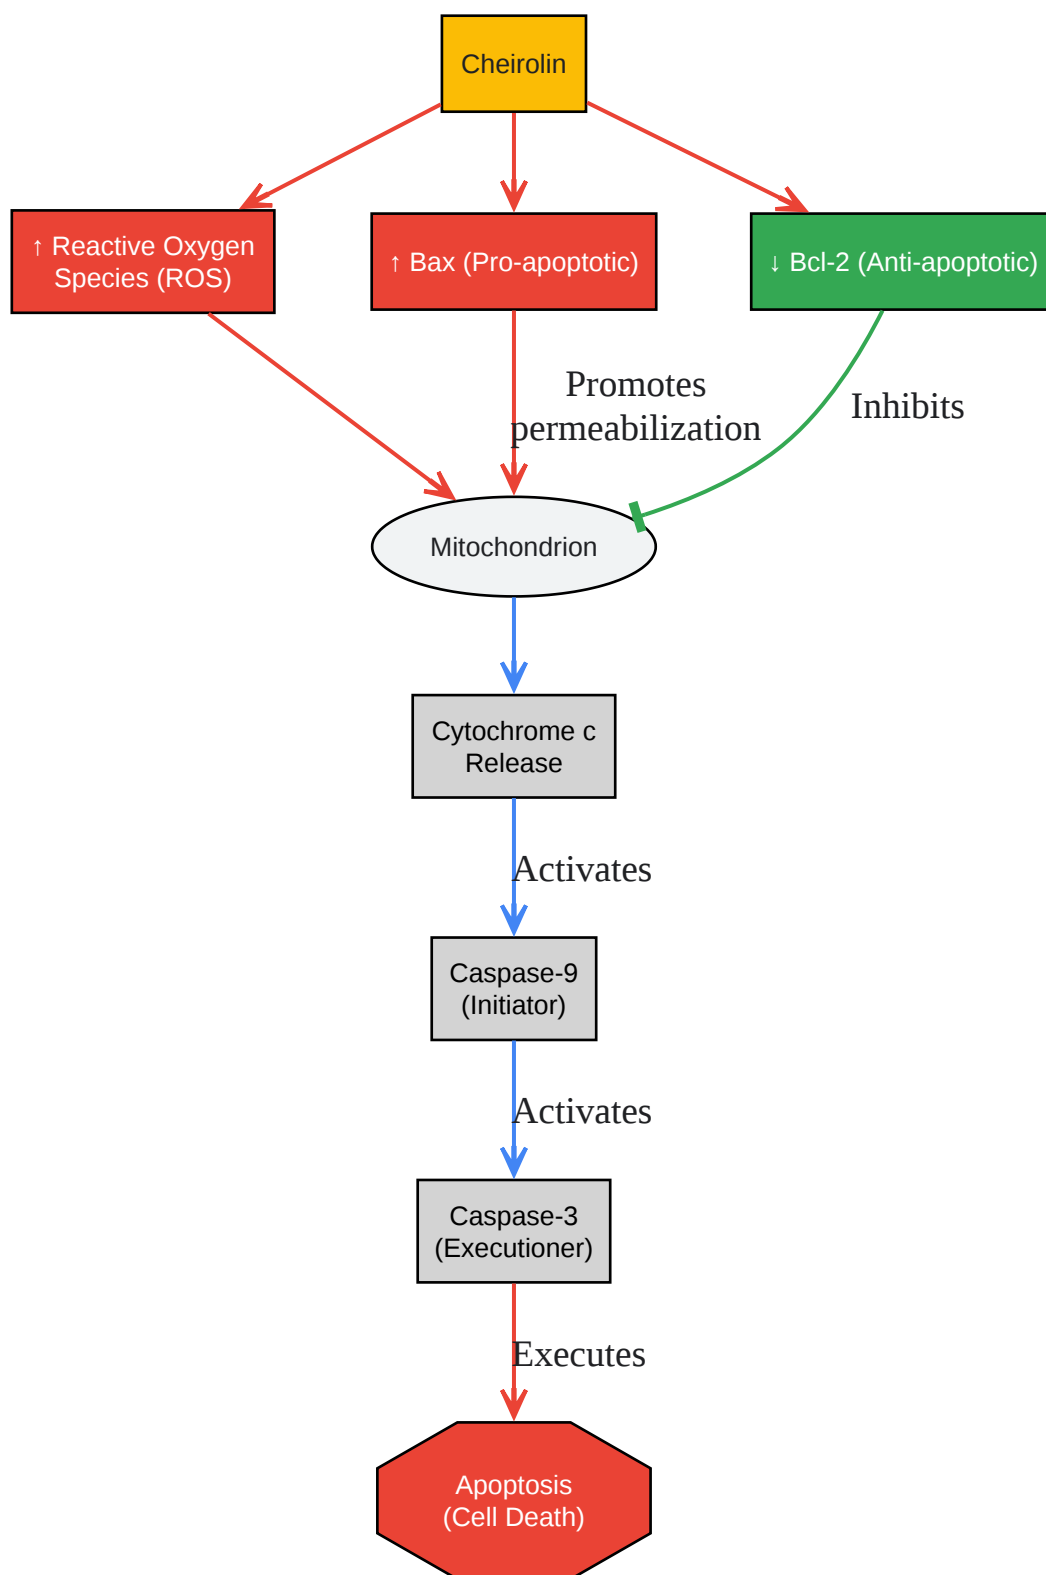 Cheirolin
↑ Reactive Oxygen
Species (ROS)
↑ Bax (Pro-apoptotic)
↓ Bcl-2 (Anti-apoptotic)
Promotes
permeabilization
Inhibits
Mitochondrion
Cytochrome c
Release
Activates
Caspase-9
(Initiator)
Activates
Caspase-3
(Executioner)
Executes
Apoptosis
(Cell Death)